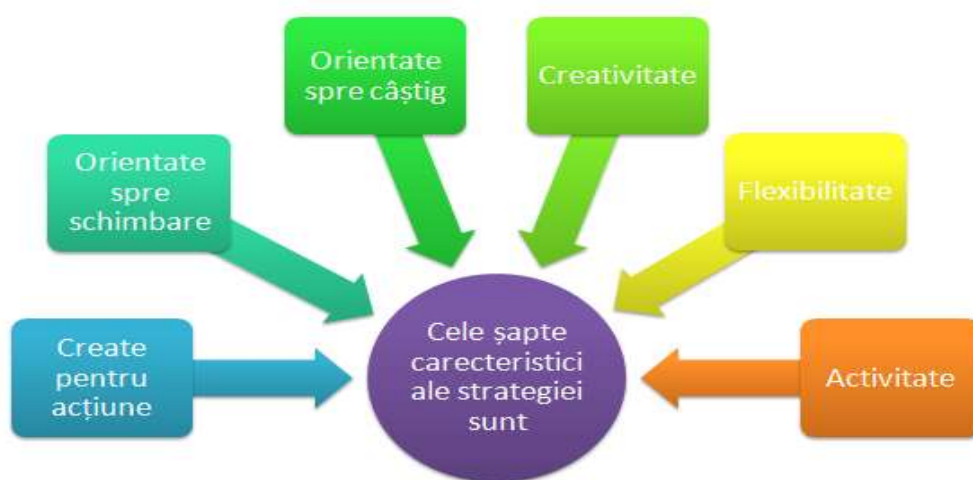 Orientate
spre câștig
Creativitate
Orientate
spre
schimbare
Flexibilitate
Create
pentru
acțiune
Cele șapte
carecteristici
ale strategiei
sunt
Activitate